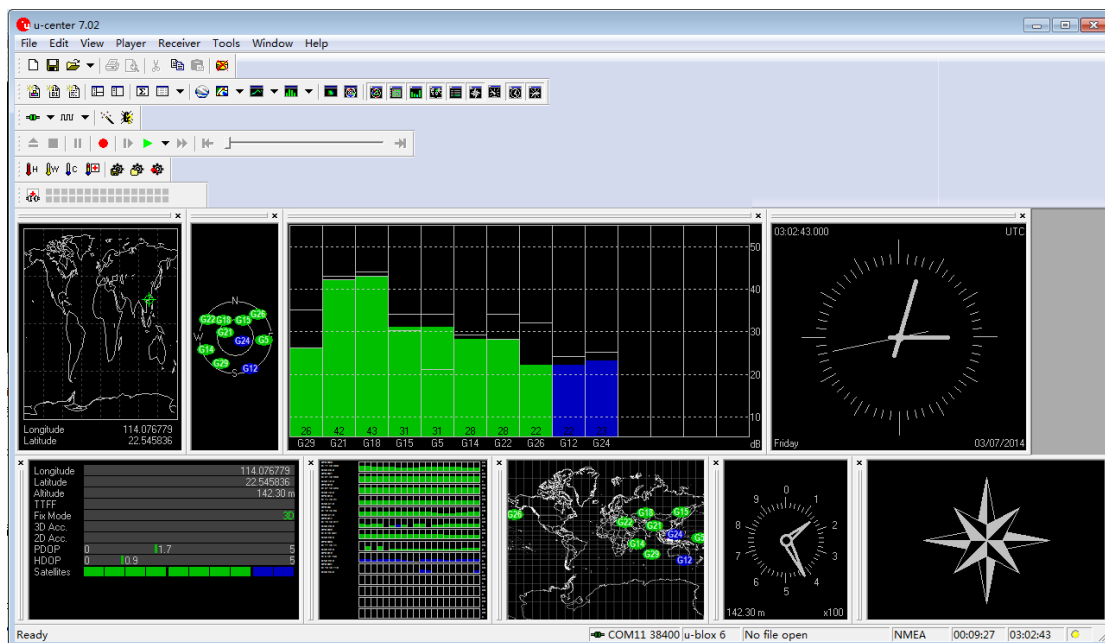 u-center 7.02
File Edit View Player Receiver Tools Window Help
H W C
N
G22 G18 G15 G26
G21 G24 G5
W
G14 G29 G12
S
Longitude 114.076779
Latitude 22.545836
50
40
30
20
10
26 42 43 31 31 28 28 22 22 23
G29 G21 G18 G15 G5 G14 G22 G26 G12 G24 dB
03:02:43.000 UTC
Friday 03/07/2014
Longitude 114.076779
Latitude 22.545836
Altitude 142.30 m
TTFF
Fix Mode 3D
3D Acc.
2D Acc.
PDOP 0 1.7 5
HDOP 0 0.9 5
Satellites
G26 G18 G15
G22 G21 G24 G5
G14 G29 G12
0
9 1
8 2
7 3
6 4
5
142.30 m x100
Ready COM11 38400 u-blox 6 No file open NMEA 00:09:27 03:02:43